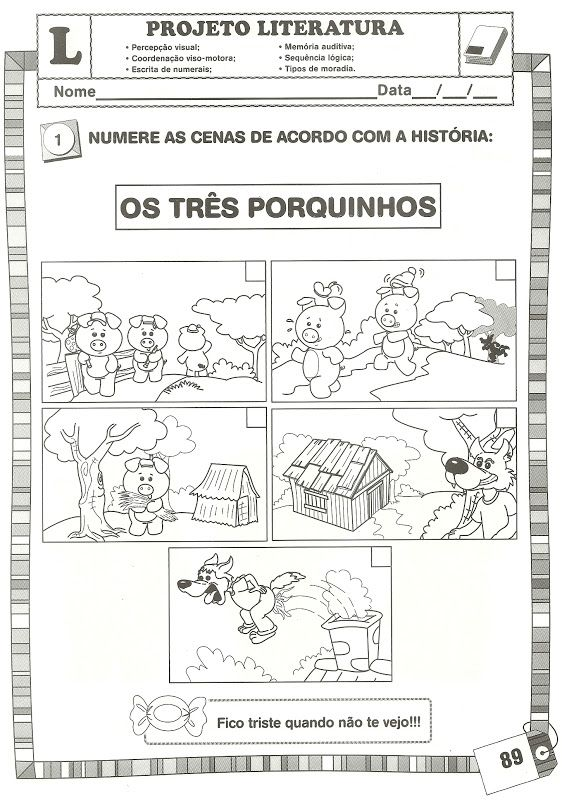 L
PROJETO LITERATURA
• Percepção visual;
• Coordenação viso-motora;
• Escrita de numerais;
• Memória auditiva;
• Sequência lógica;
• Tipos de moradia.
Nome Data / /
1 NUMERE AS CENAS DE ACORDO COM A HISTÓRIA:
OS TRÊS PORQUINHOS
Fico triste quando não te vejo!!!
89